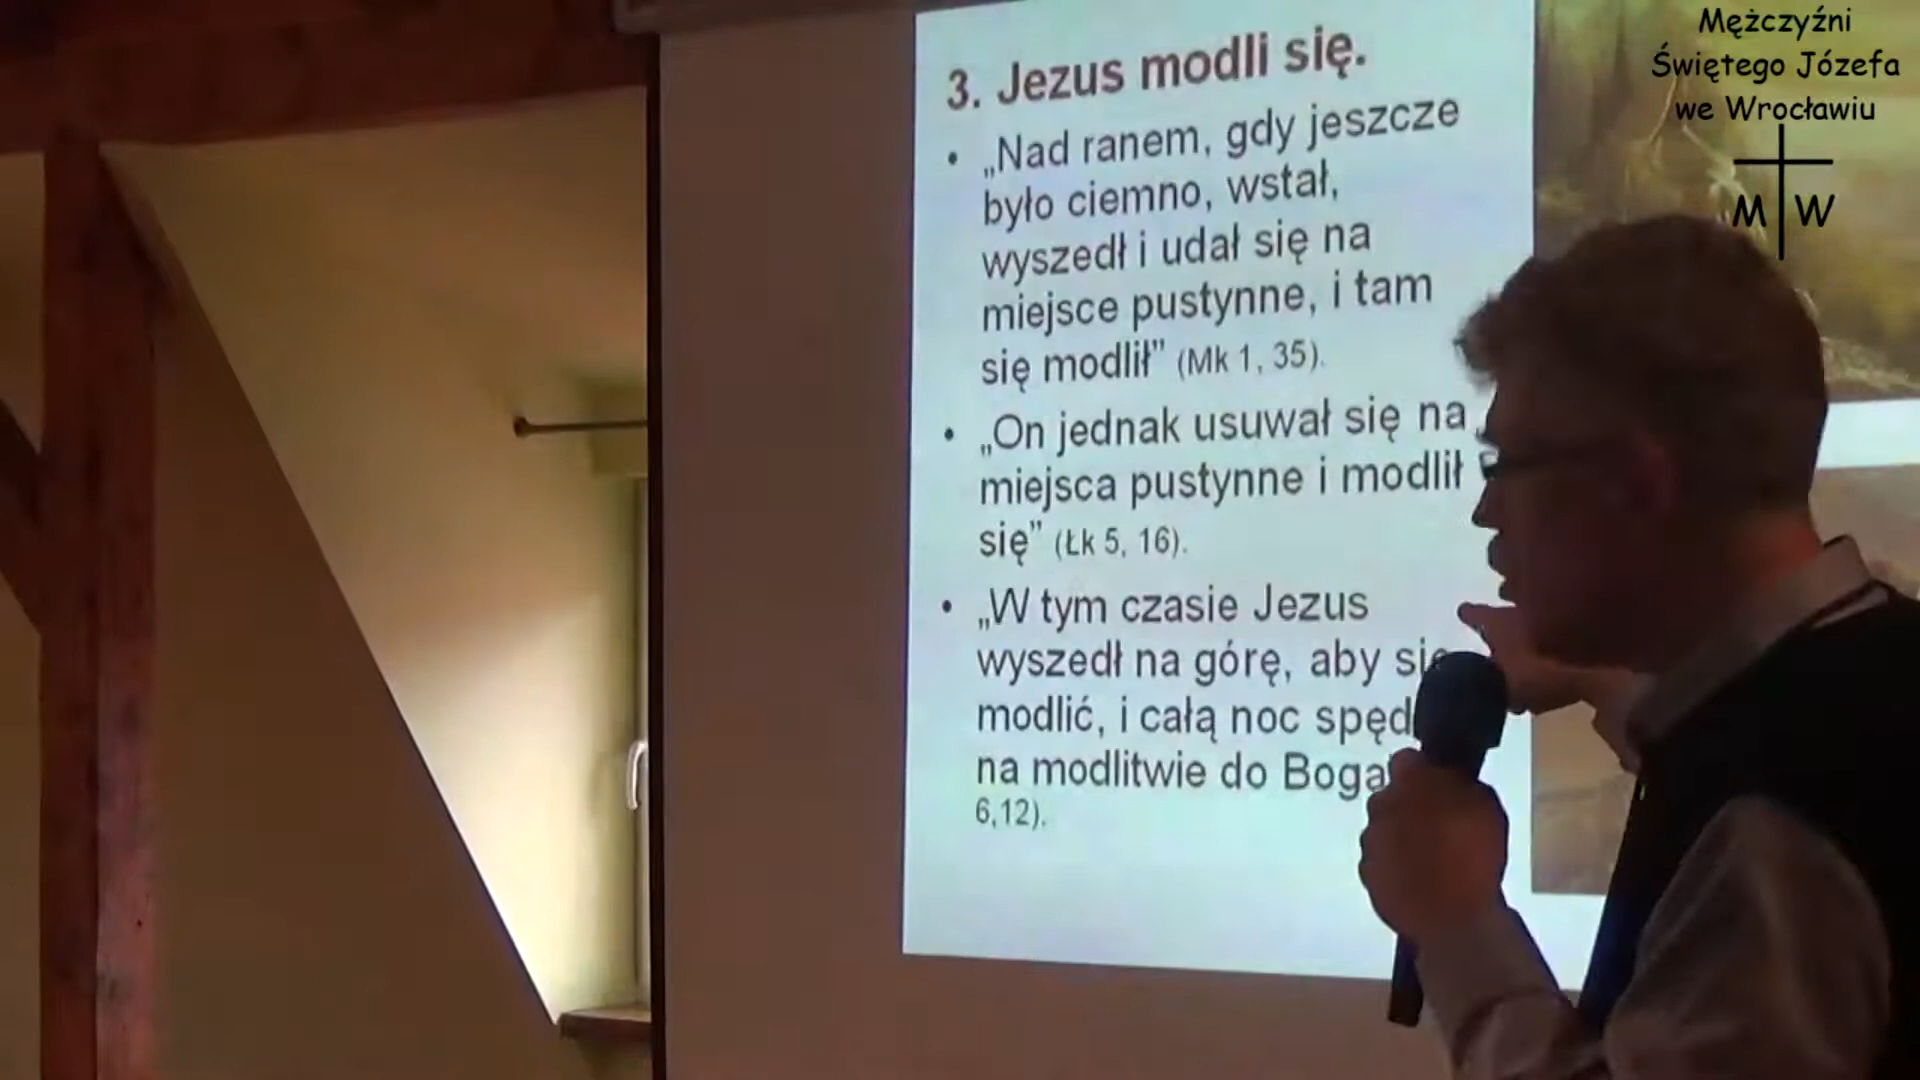 3. Jezus modli się.
• „Nad ranem, gdy jeszcze
było ciemno, wstał,
wyszedł i udał się na
miejsce pustynne, i tam
się modlił” (Mk 1, 35).
• „On jednak usuwał się na
miejsca pustynne i modlił
się” (Łk 5, 16).
• „W tym czasie Jezus
wyszedł na górę, aby się
modlić, i całą noc
na modlitwie do Boga
6,12).
Mężczyźni
Świętego Józefa
we Wrocławiu
M W